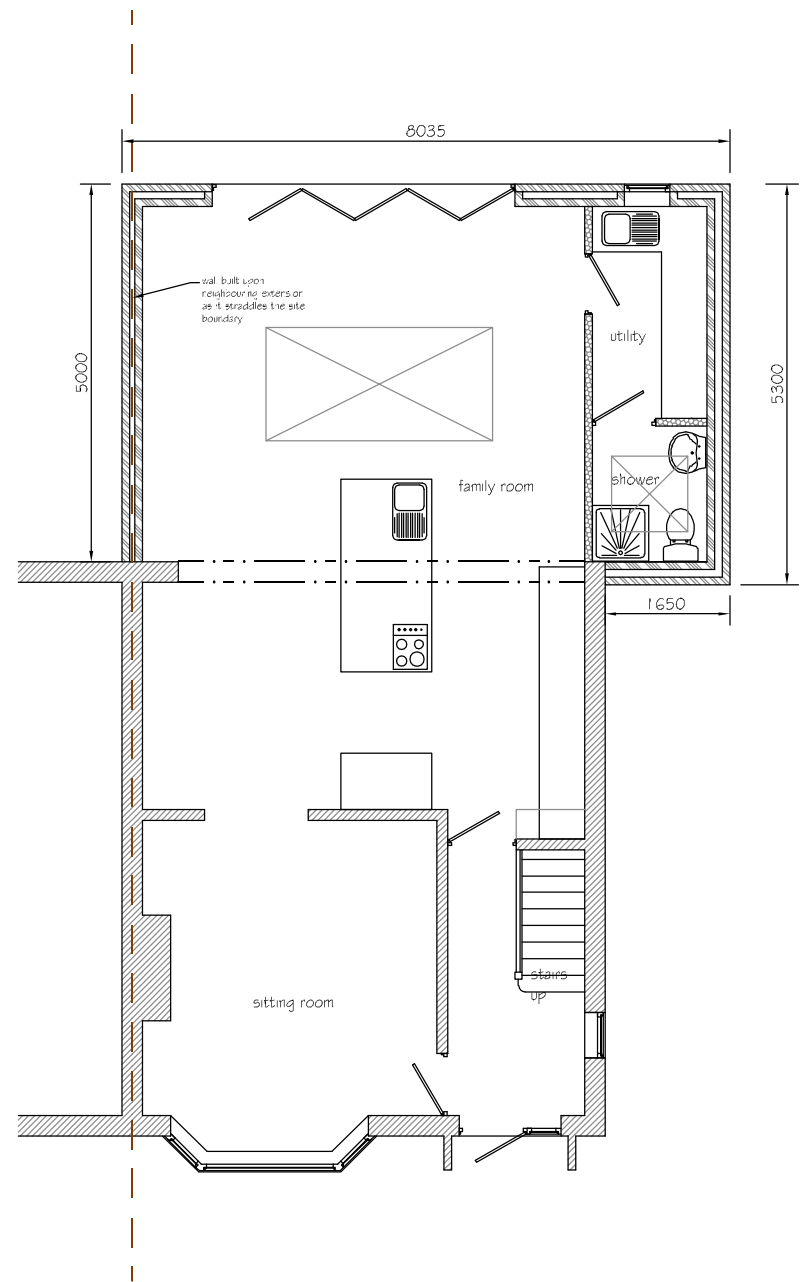 8035
wall built upon
neighbouring extension
as it straddles the site
boundary
5000
5300
utility
family room
shower
1650
stairs
up
sitting room